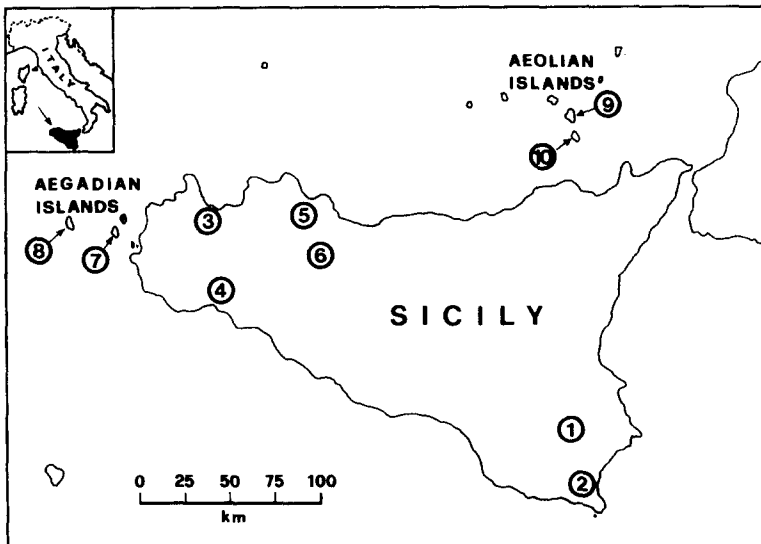 ITALY
AEOLIAN
ISLANDS
9
10
AEGADIAN
ISLANDS
3
5
8
7
6
4
SICILY
1
2
0 25 50 75 100
km